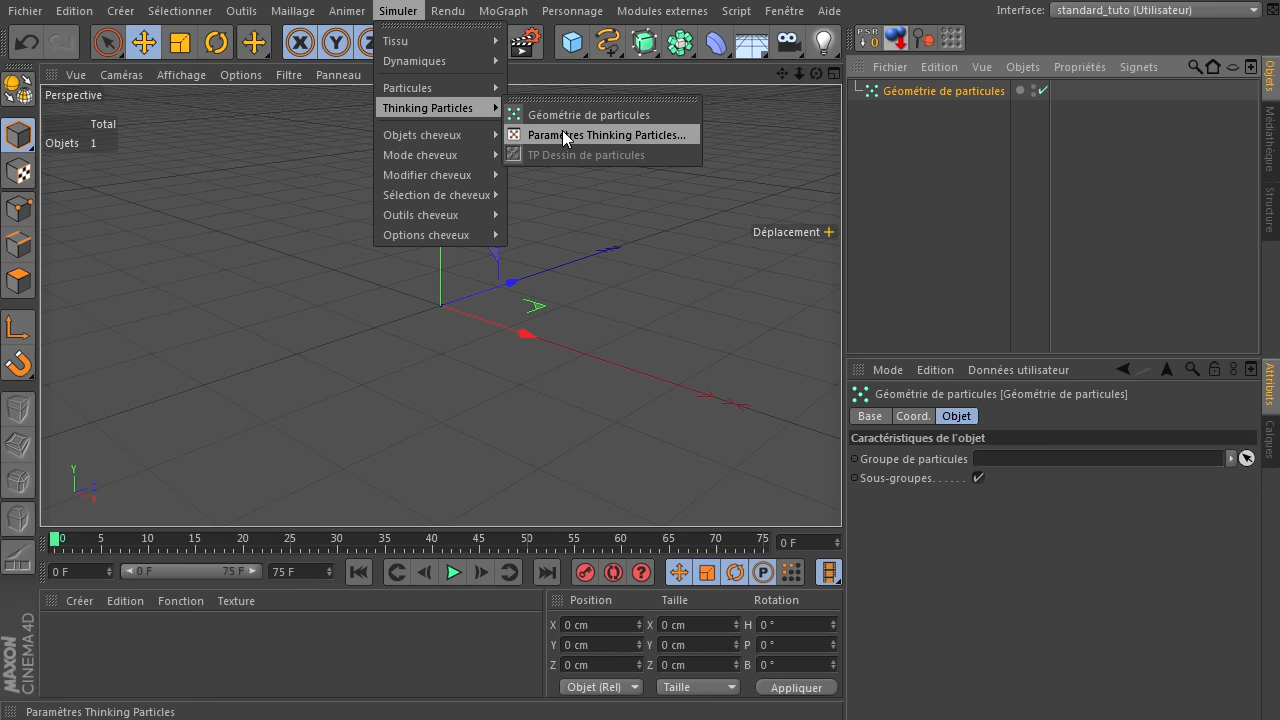 Fichier Edition Créer Sélectionner Outils Maillage Animer Simuler Rendu MoGraph Personnage Modules externes Script Fenêtre Aide Interface: standard_tuto (Utilisateur)
X Y Z
PSR
0
Vue Caméras Affichage Options Filtre Panneau
Perspective
Total
Objets 1
Tissu
Dynamiques
Particules
Thinking Particles
Objets cheveux
Mode cheveux
Modifier cheveux
Sélection de cheveux
Outils cheveux
Options cheveux
Géométrie de particules
Paramètres Thinking Particles...
TP Dessin de particules
Déplacement
Y
Z
X
Fichier Edition Vue Objets Propriétés Signets
Géométrie de particules
Objets
Médiathèque
Structure
Mode Edition Données utilisateur
Géométrie de particules [Géométrie de particules]
Base Coord. Objet
Caractéristiques de l'objet
Groupe de particules
Sous-groupes. . . . . .
Attributs
Calques
0 5 10 15 20 25 30 35 40 45 50 55 60 65 70 75 0 F
0 F 0 F 75 F 75 F P
Créer Edition Fonction Texture
Position Taille Rotation
X 0 cm X 0 cm H 0 °
Y 0 cm Y 0 cm P 0 °
Z 0 cm Z 0 cm B 0 °
Objet (Rel) Taille Appliquer
MAXON
CINEMA 4D
Paramètres Thinking Particles